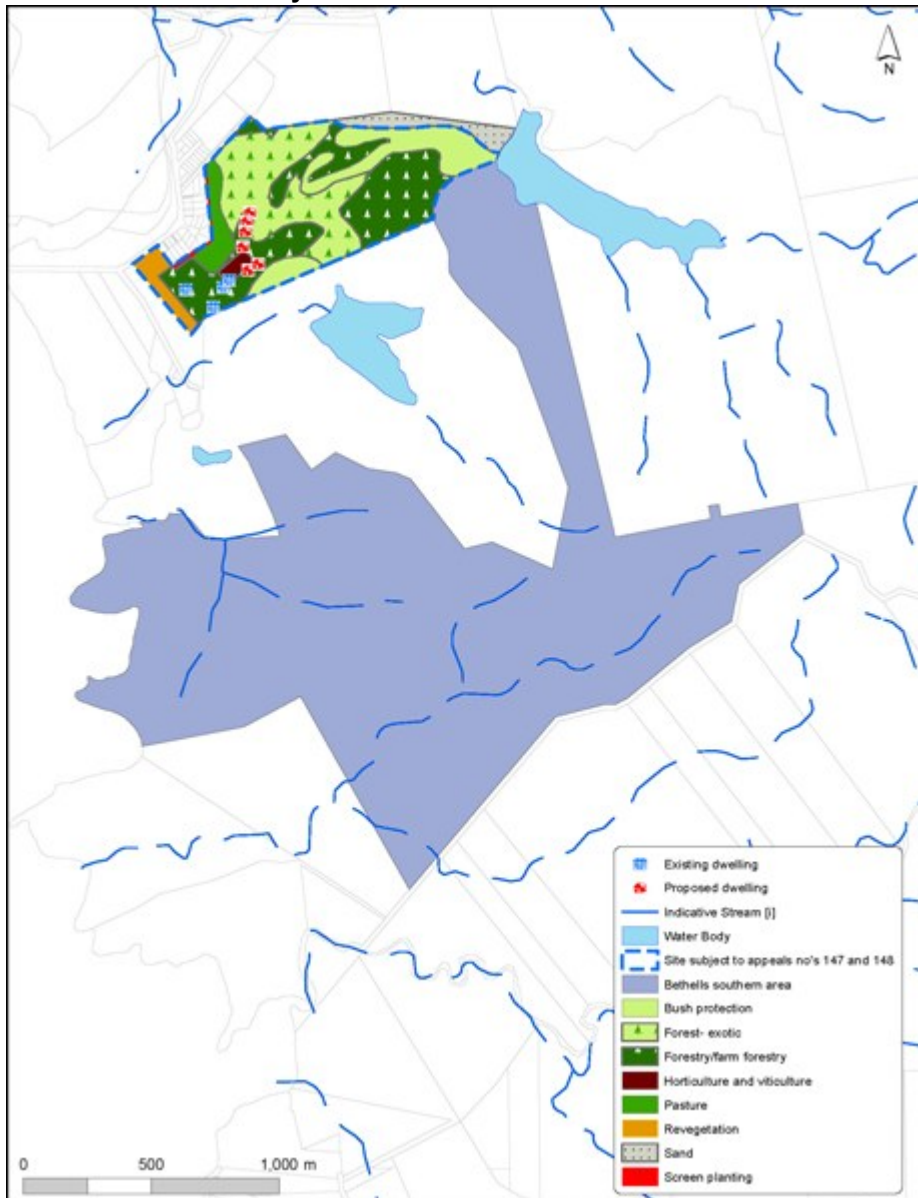 N
Existing dwelling
Proposed dwelling
Indicative Stream [i]
Water Body
Site subject to appeals no's 147 and 148
Bethells southern area
Bush protection
Forest- exotic
Forestry/farm forestry
Horticulture and viticulture
Pasture
Revegetation
Sand
Screen planting
0 500 1,000 m